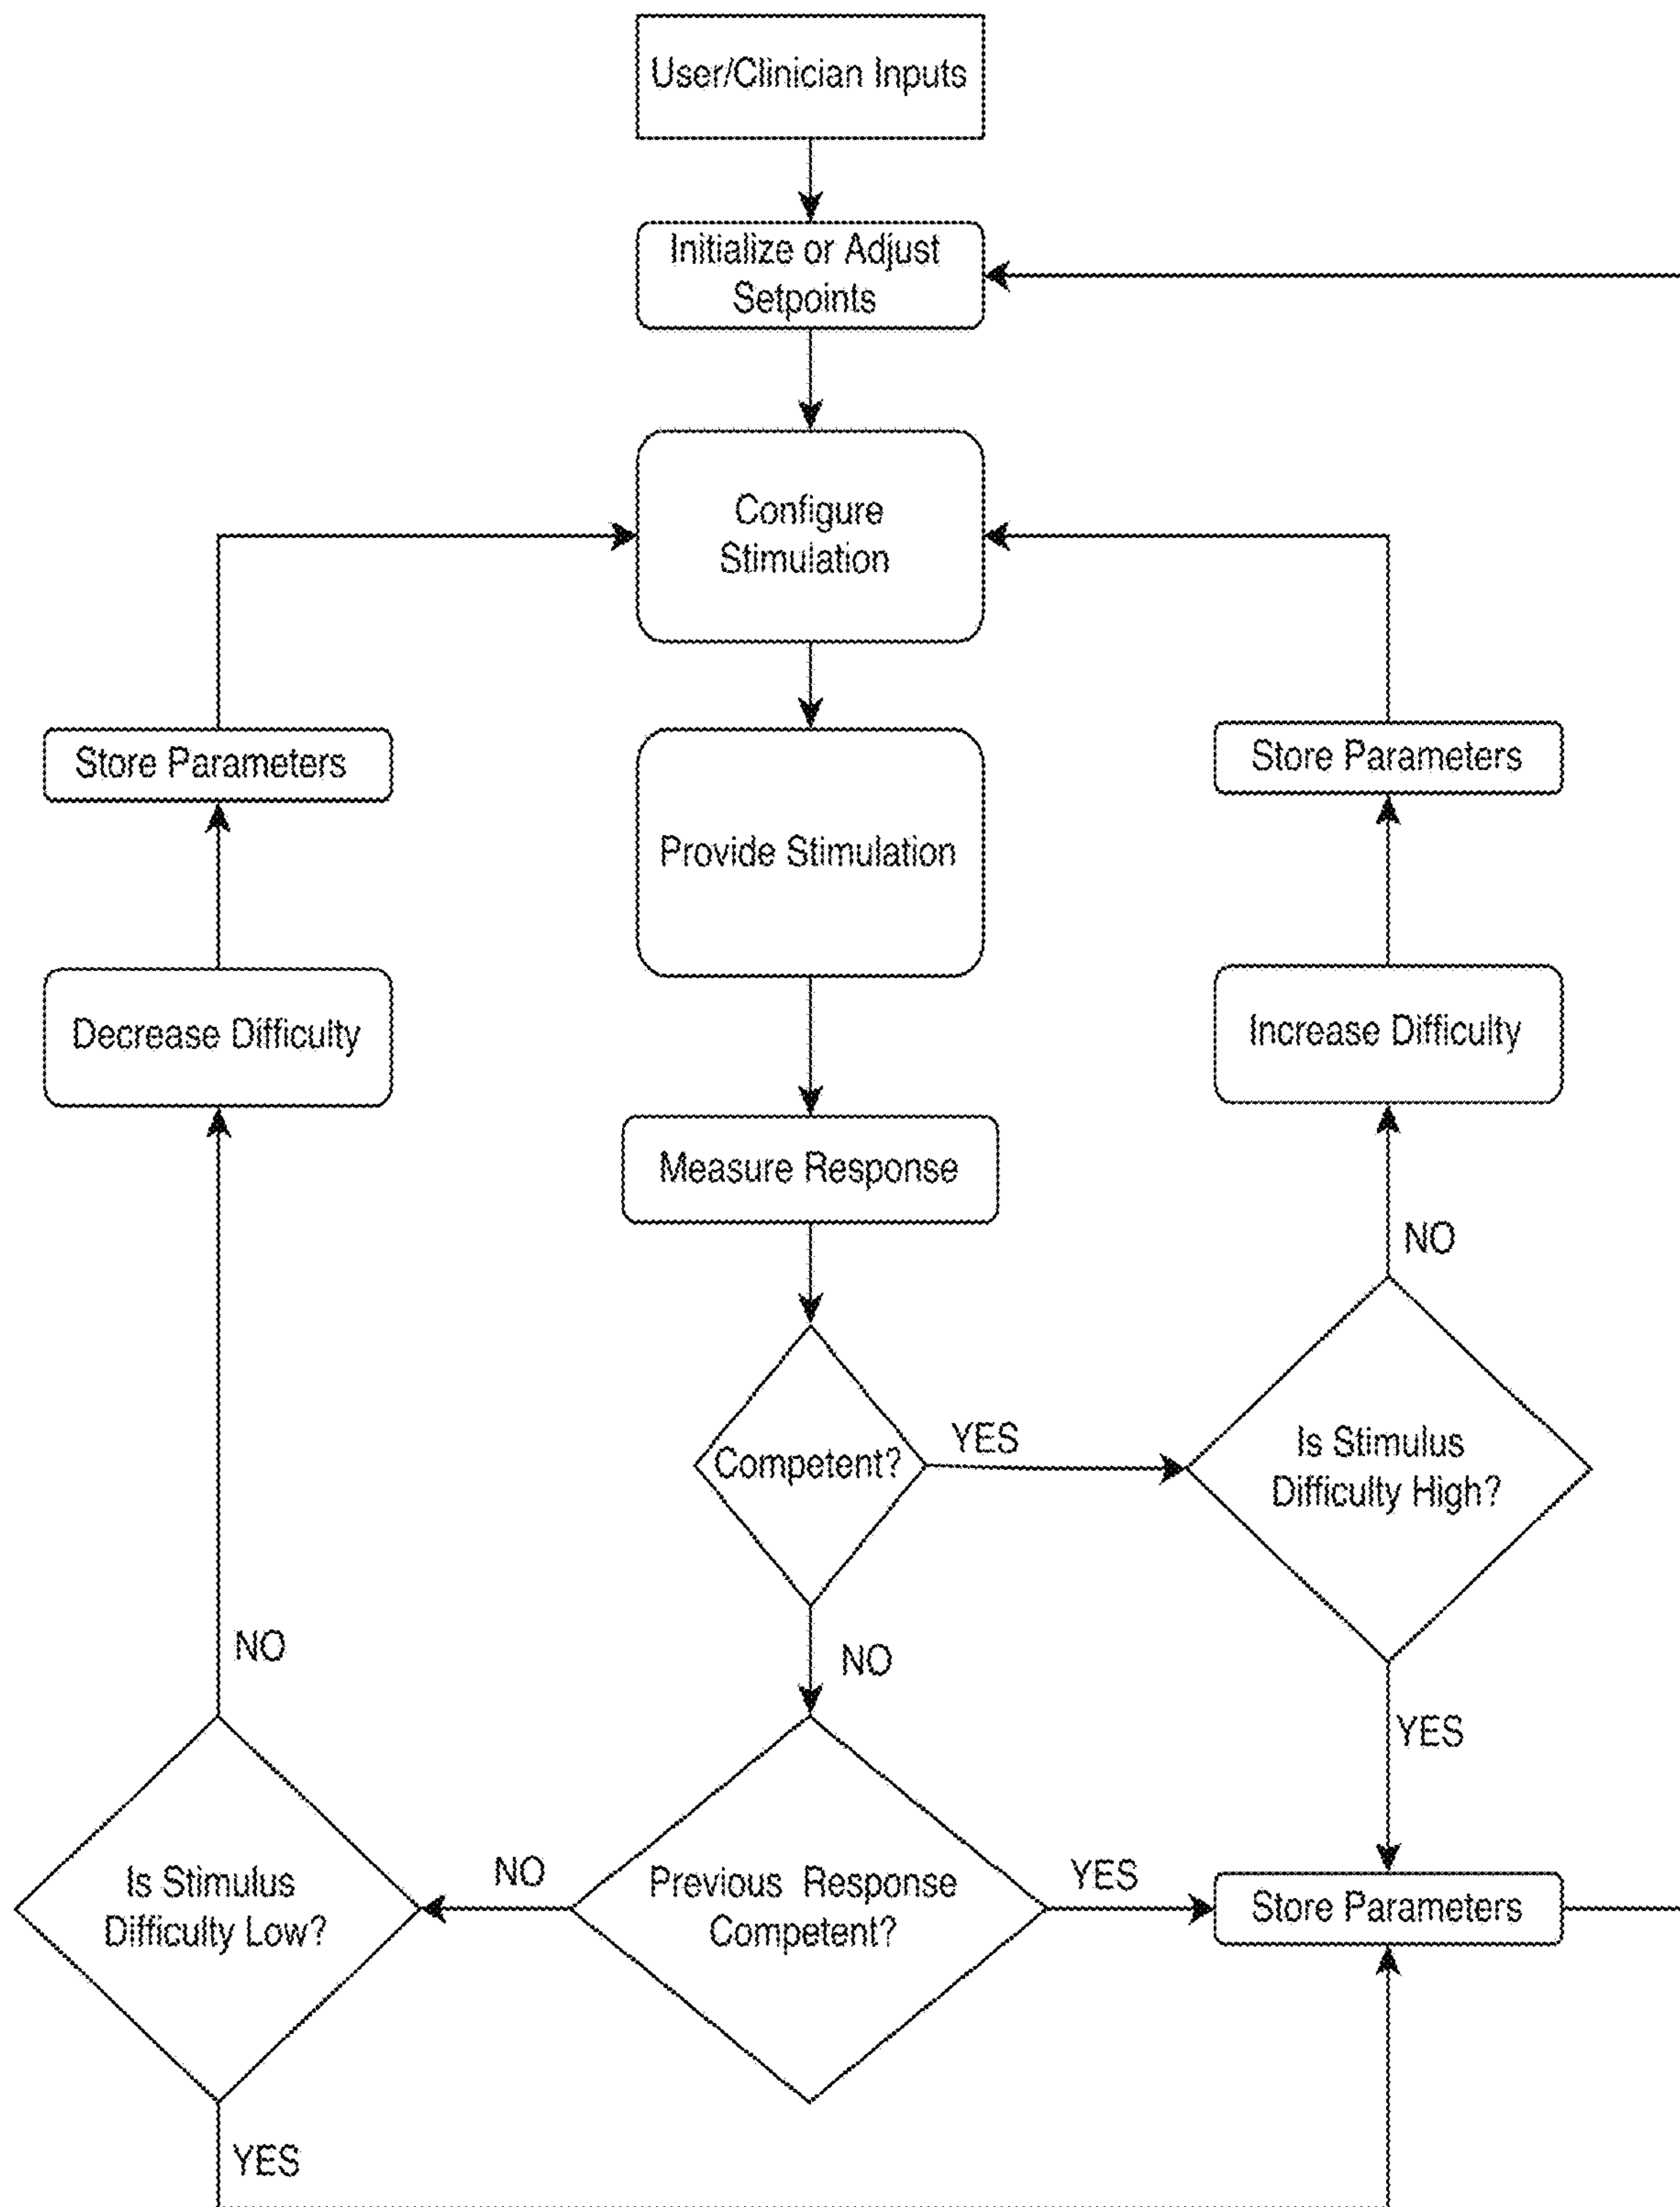 User/Clinician Inputs
Initialize or Adjust
Setpoints
Configure
Stimulation
Store Parameters
Store Parameters
Provide Stimulation
Decrease Difficulty
Increase Difficulty
Measure Response
NO
Competent?
YES
Is Stimulus
Difficulty High?
NO
NO
YES
Is Stimulus
Difficulty Low?
NO
Previous Response
Competent?
YES
Store Parameters
YES